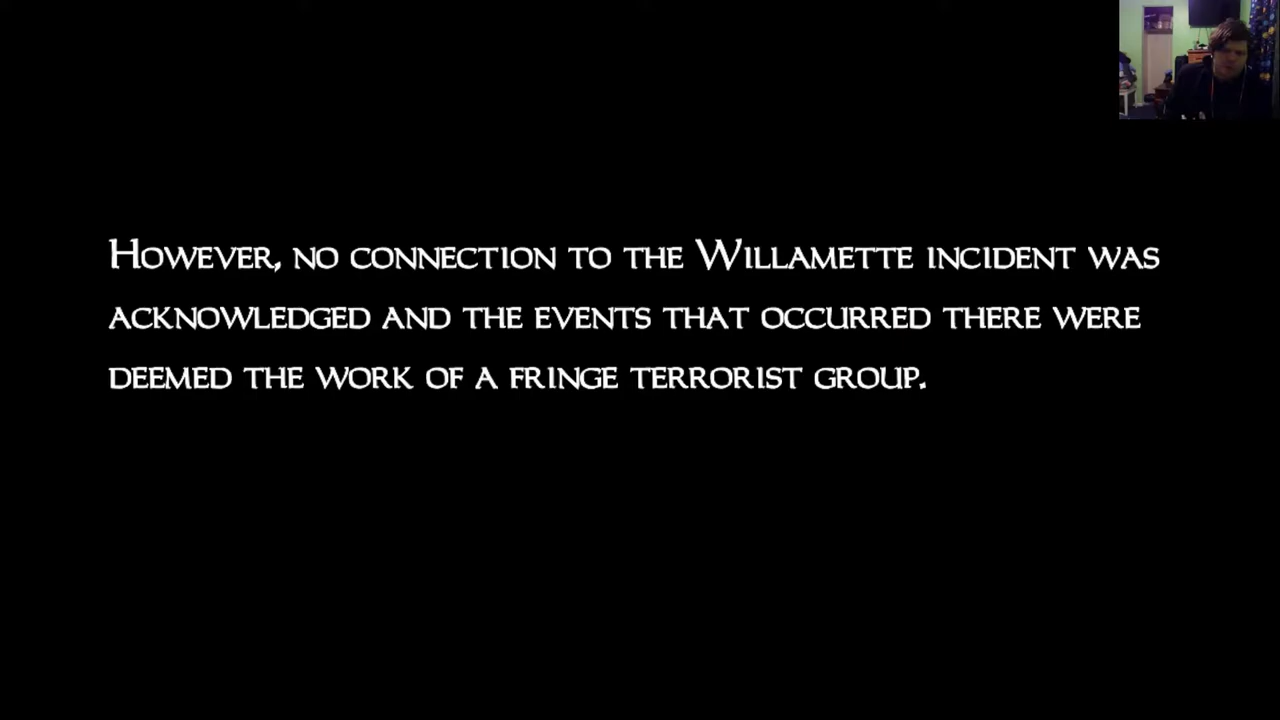 However, no connection to the Willamette incident was
acknowledged and the events that occurred there were
deemed the work of a fringe terrorist group.